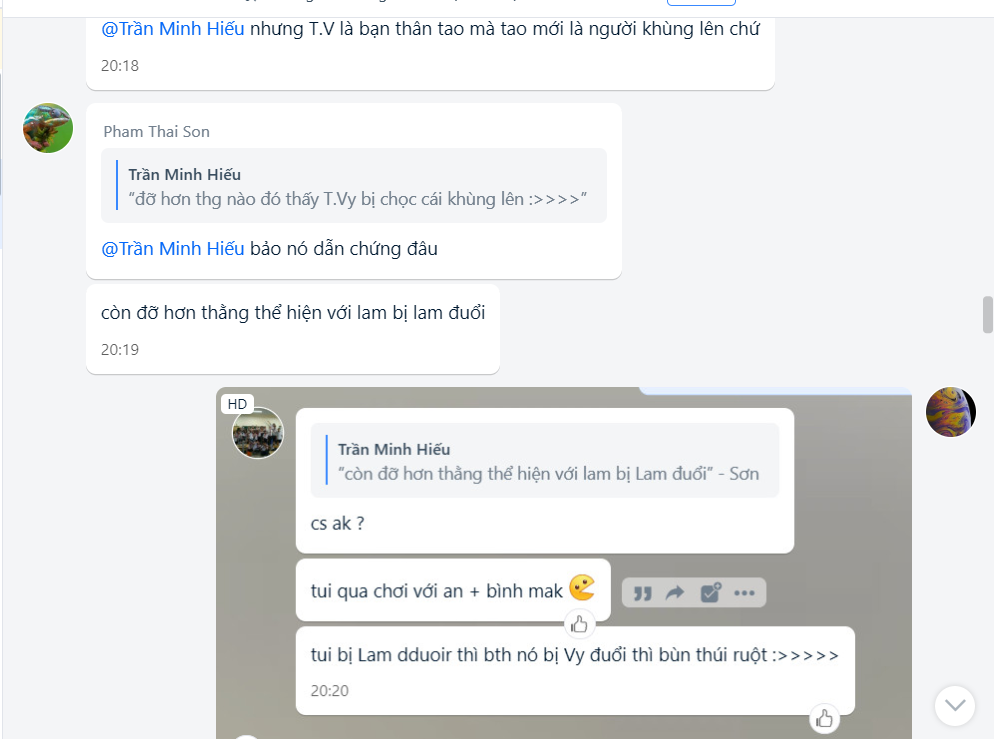 @Trần Minh Hiếu nhưng T.V là bạn thân tao mà tao mới là người khùng lên chứ
20:18
Pham Thai Son
Trần Minh Hiếu
“đỡ hơn thg nào đó thấy T.Vy bị chọc cái khùng lên :>>>>”
@Trần Minh Hiếu bảo nó dẫn chứng đâu
còn đỡ hơn thằng thể hiện với lam bị lam đuổi
20:19
HD
Trần Minh Hiếu
“còn đỡ hơn thằng thể hiện với lam bị Lam đuổi” - Sơn
cs ak ?
tui qua chơi với an + bình mak
tui bị Lam dduoir thì bth nó bị Vy đuổi thì bùn thúi ruột :>>>>>
20:20